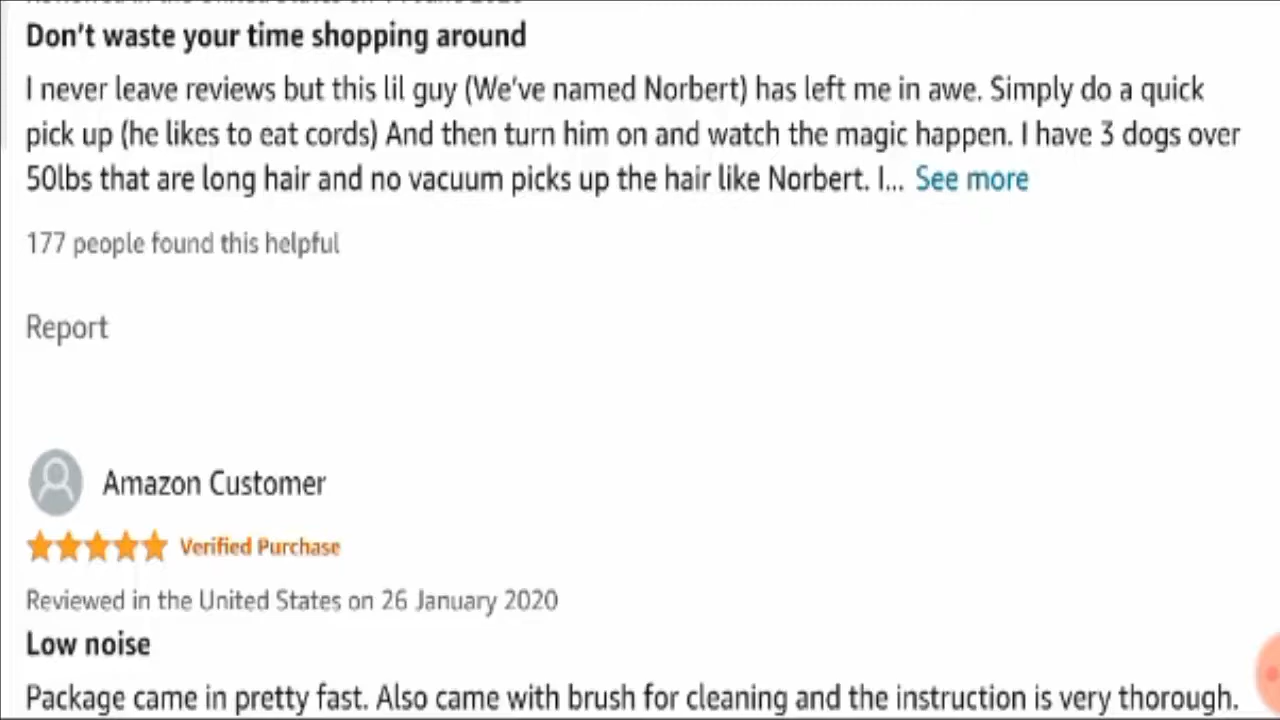 Don't waste your time shopping around
I never leave reviews but this lil guy (We've named Norbert) has left me in awe. Simply do a quick
pick up (he likes to eat cords) And then turn him on and watch the magic happen. I have 3 dogs over
50lbs that are long hair and no vacuum picks up the hair like Norbert. I... See more
177 people found this helpful
Report
Amazon Customer
Verified Purchase
Reviewed in the United States on 26 January 2020
Low noise
Package came in pretty fast. Also came with brush for cleaning and the instruction is very thorough.